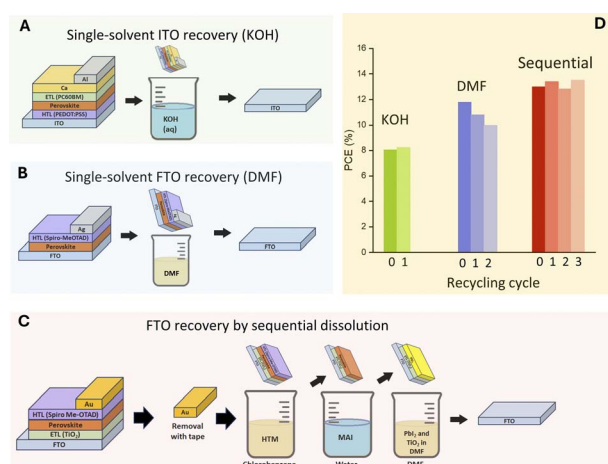 A
Single-solvent ITO recovery (KOH)
Al
Ca
ETL (PC60BM)
Perovskite
HTL (PEDOT:PSS)
ITO
KOH
(aq)
ITO
B
Single-solvent FTO recovery (DMF)
Ag
HTL (Spiro-MeOTAD)
Perovskite
FTO
DMF
FTO
D
PCE (%)
16
14
12
10
8
6
4
2
0
KOH
DMF
Sequential
0 1 0 1 2 0 1 2 3
Recycling cycle
C
FTO recovery by sequential dissolution
Au
HTL (Spiro Me-OTAD)
Perovskite
ETL (TiO2)
FTO
Au
Removal
with tape
HTM
Chlorobenzene
MAI
Water
PbI2 and
TiO2 in
DMF
DMF
FTO